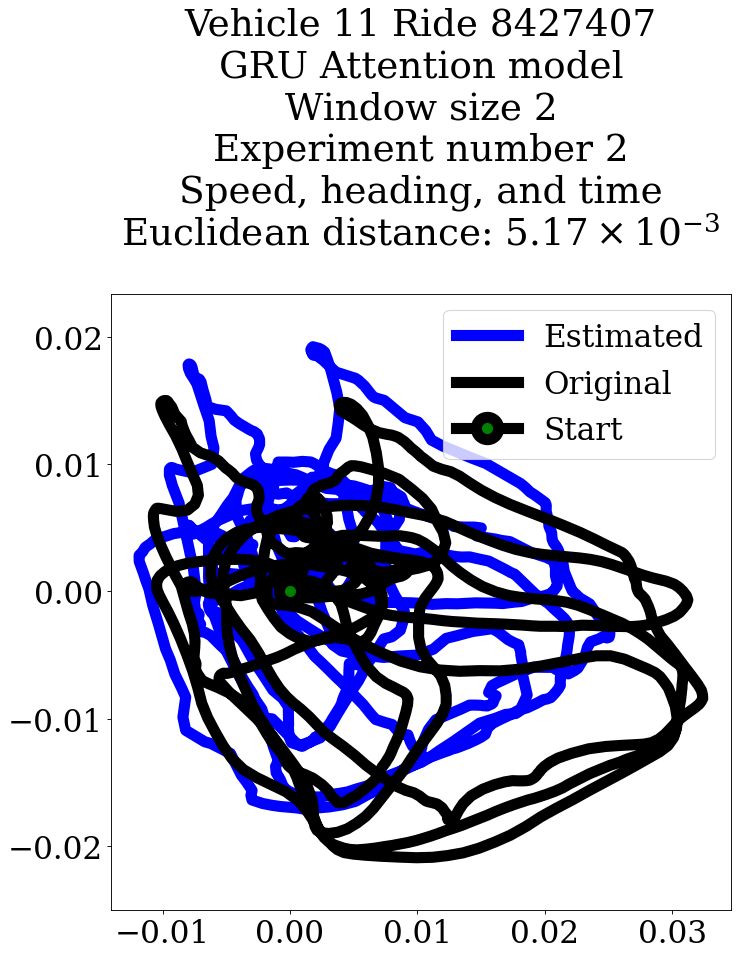 Vehicle 11 Ride 8427407
GRU Attention model
Window size 2
Experiment number 2
Speed, heading, and time
Euclidean distance: 5.17 × 10⁻³
Estimated
Original
Start
0.02
0.01
0.00
−0.01
−0.02
−0.01 0.00 0.01 0.02 0.03